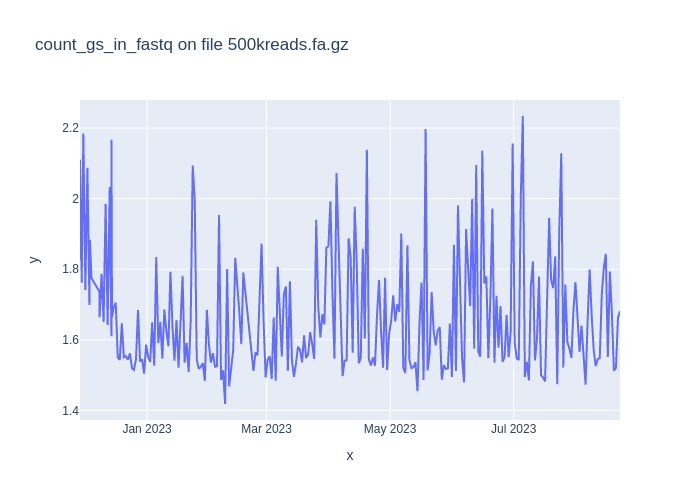 count_gs_in_fastq on file 500kreads.fa.gz
2.2
2
1.8
1.6
1.4
y
Jan 2023
Mar 2023
May 2023
Jul 2023
x